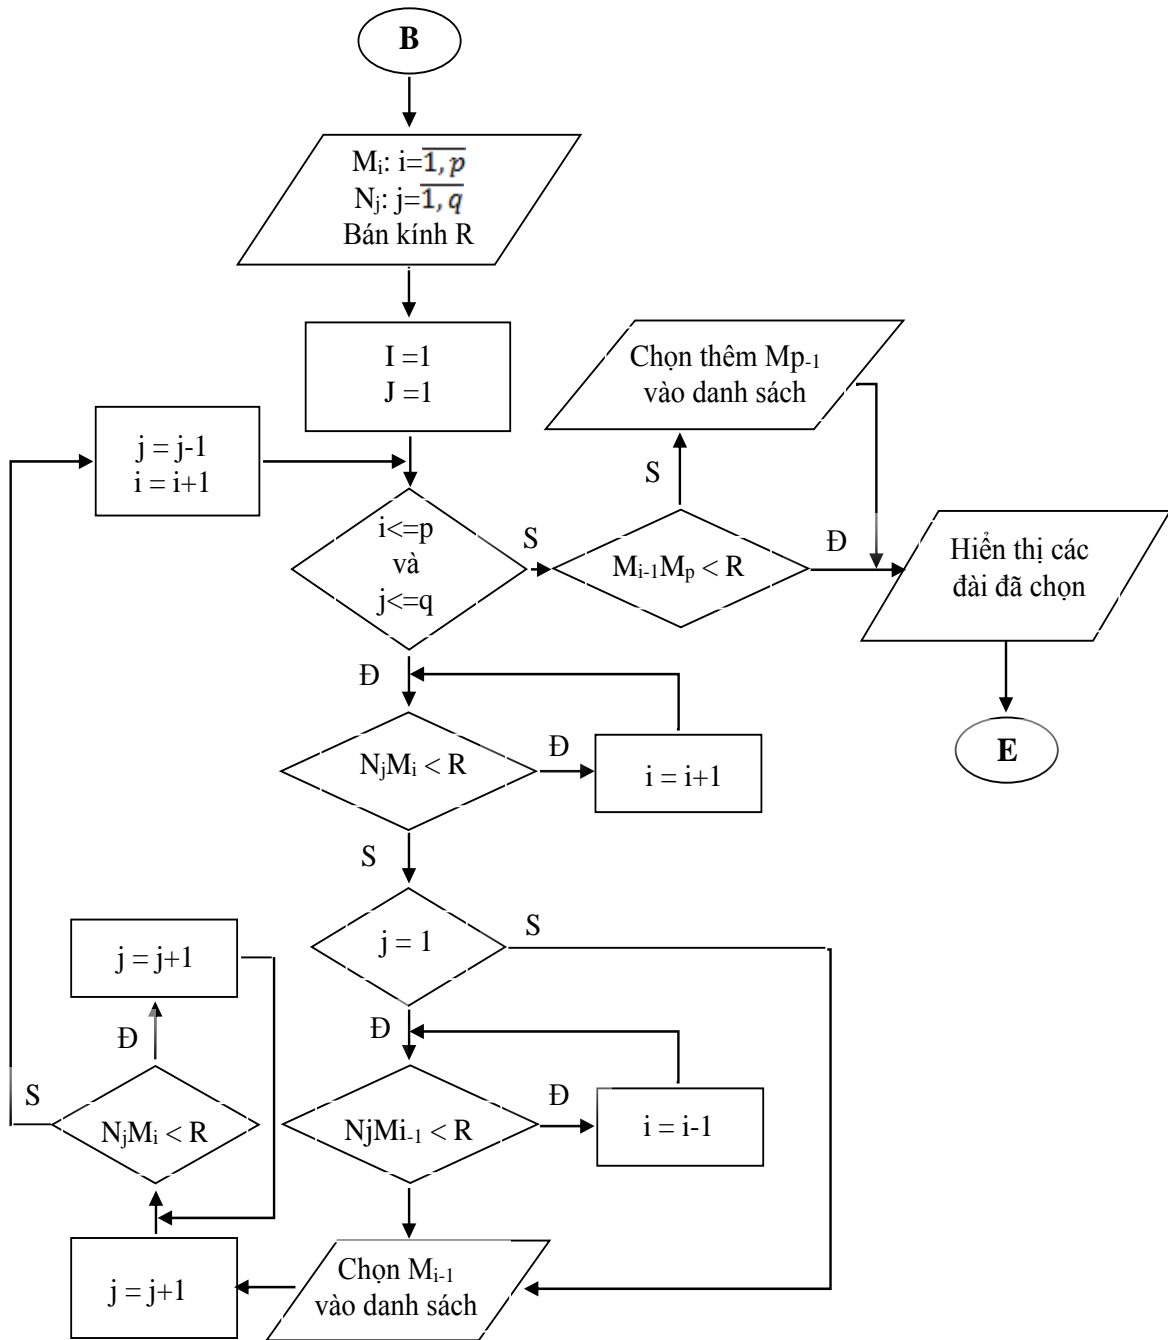 B
Mi: i=1, p
Nj: j=1, q
Bán kính R
I =1
J =1
Chọn thêm Mp-1
vào danh sách
j = j-1
i = i+1
S
i<=p
và
j<=q
S
Mi-1Mp < R
Đ
Hiển thị các
đài đã chọn
Đ
NjMi < R
Đ
i = i+1
E
S
j = 1
S
j = j+1
Đ
Đ
S
NjMi < R
NjMi-1 < R
Đ
i = i-1
j = j+1
Chọn Mi-1
vào danh sách